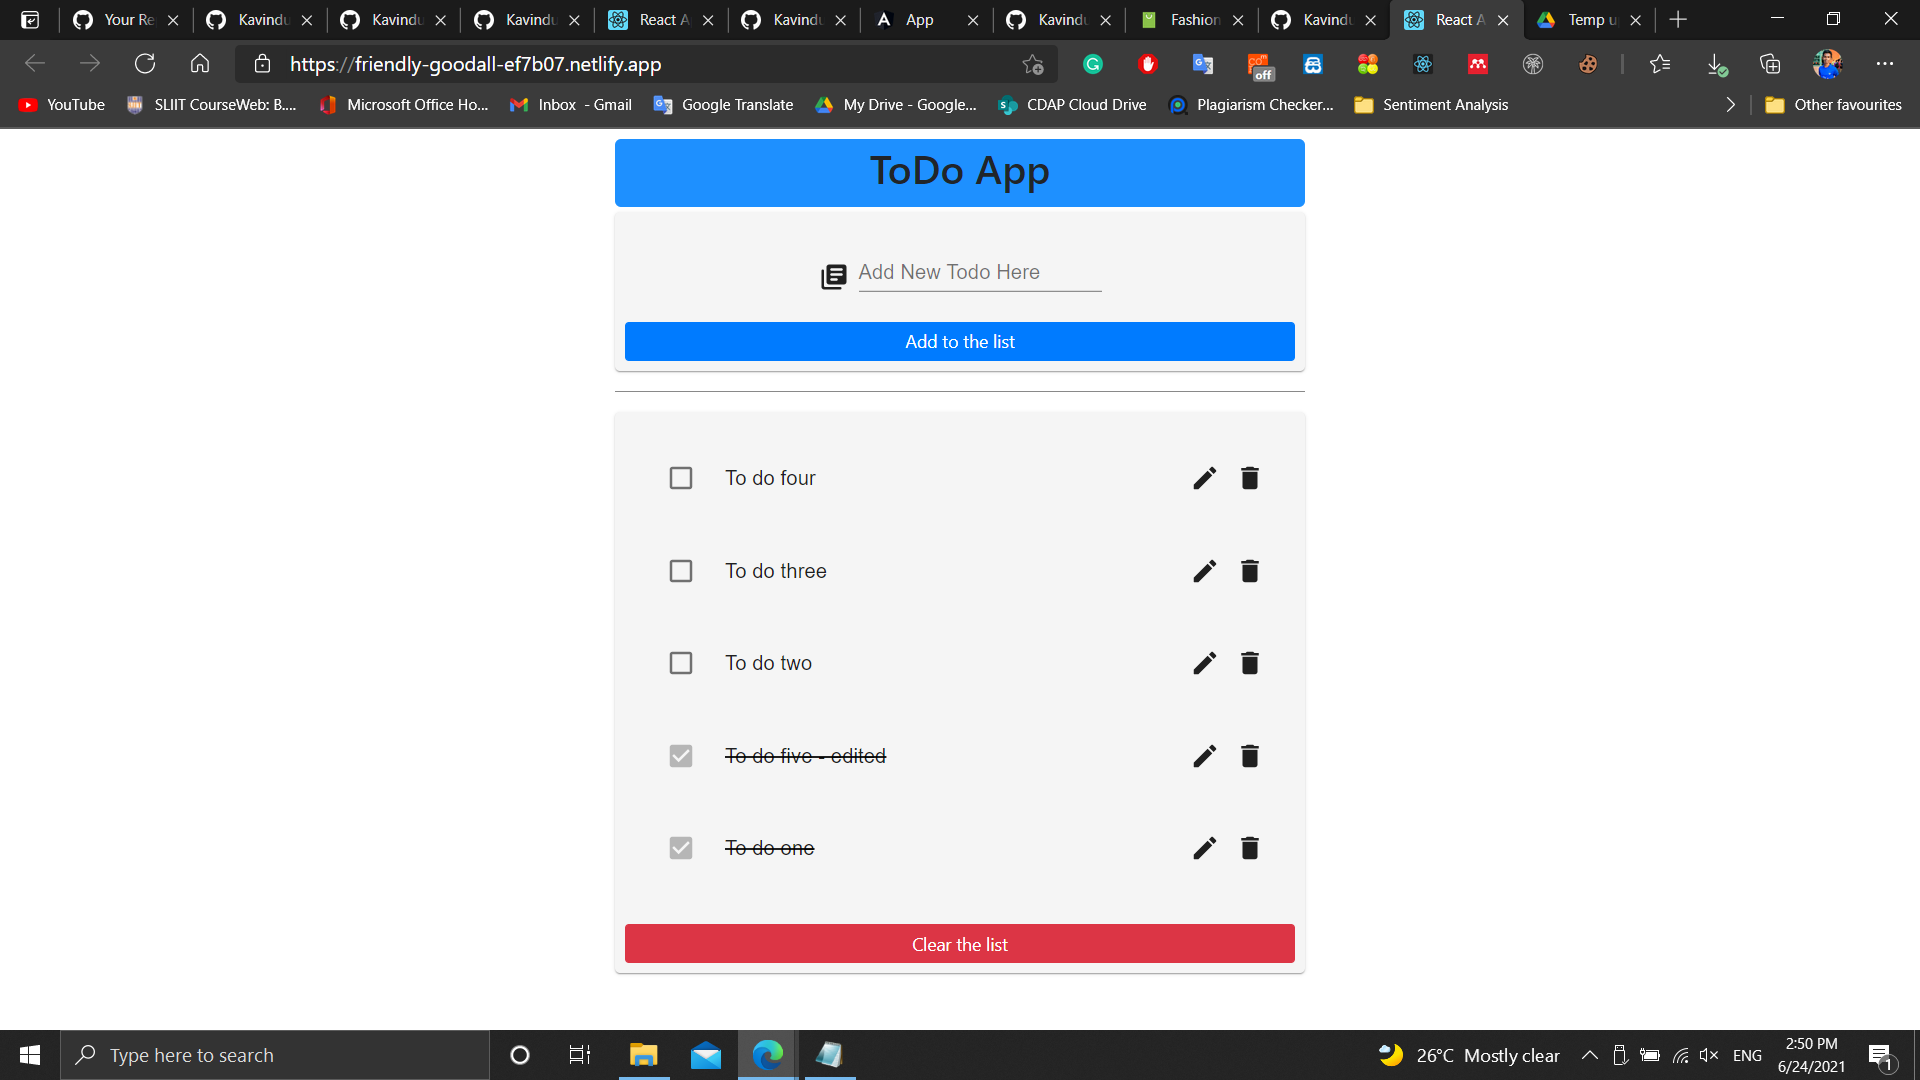 Your Re
Kavindu
Kavindu
Kavindu
React A
Kavindu
App
Kavindu
Fashion
Kavindu
React A
Temp u
https://friendly-goodall-ef7b07.netlify.app
off
YouTube
SLIIT CourseWeb: B....
Microsoft Office Ho...
Inbox - Gmail
Google Translate
My Drive - Google...
CDAP Cloud Drive
Plagiarism Checker...
Sentiment Analysis
Other favourites
ToDo App
Add New Todo Here
Add to the list
To do four
To do three
To do two
To do five - edited
To do one
Clear the list
Type here to search
26°C Mostly clear
ENG
2:50 PM
6/24/2021
1